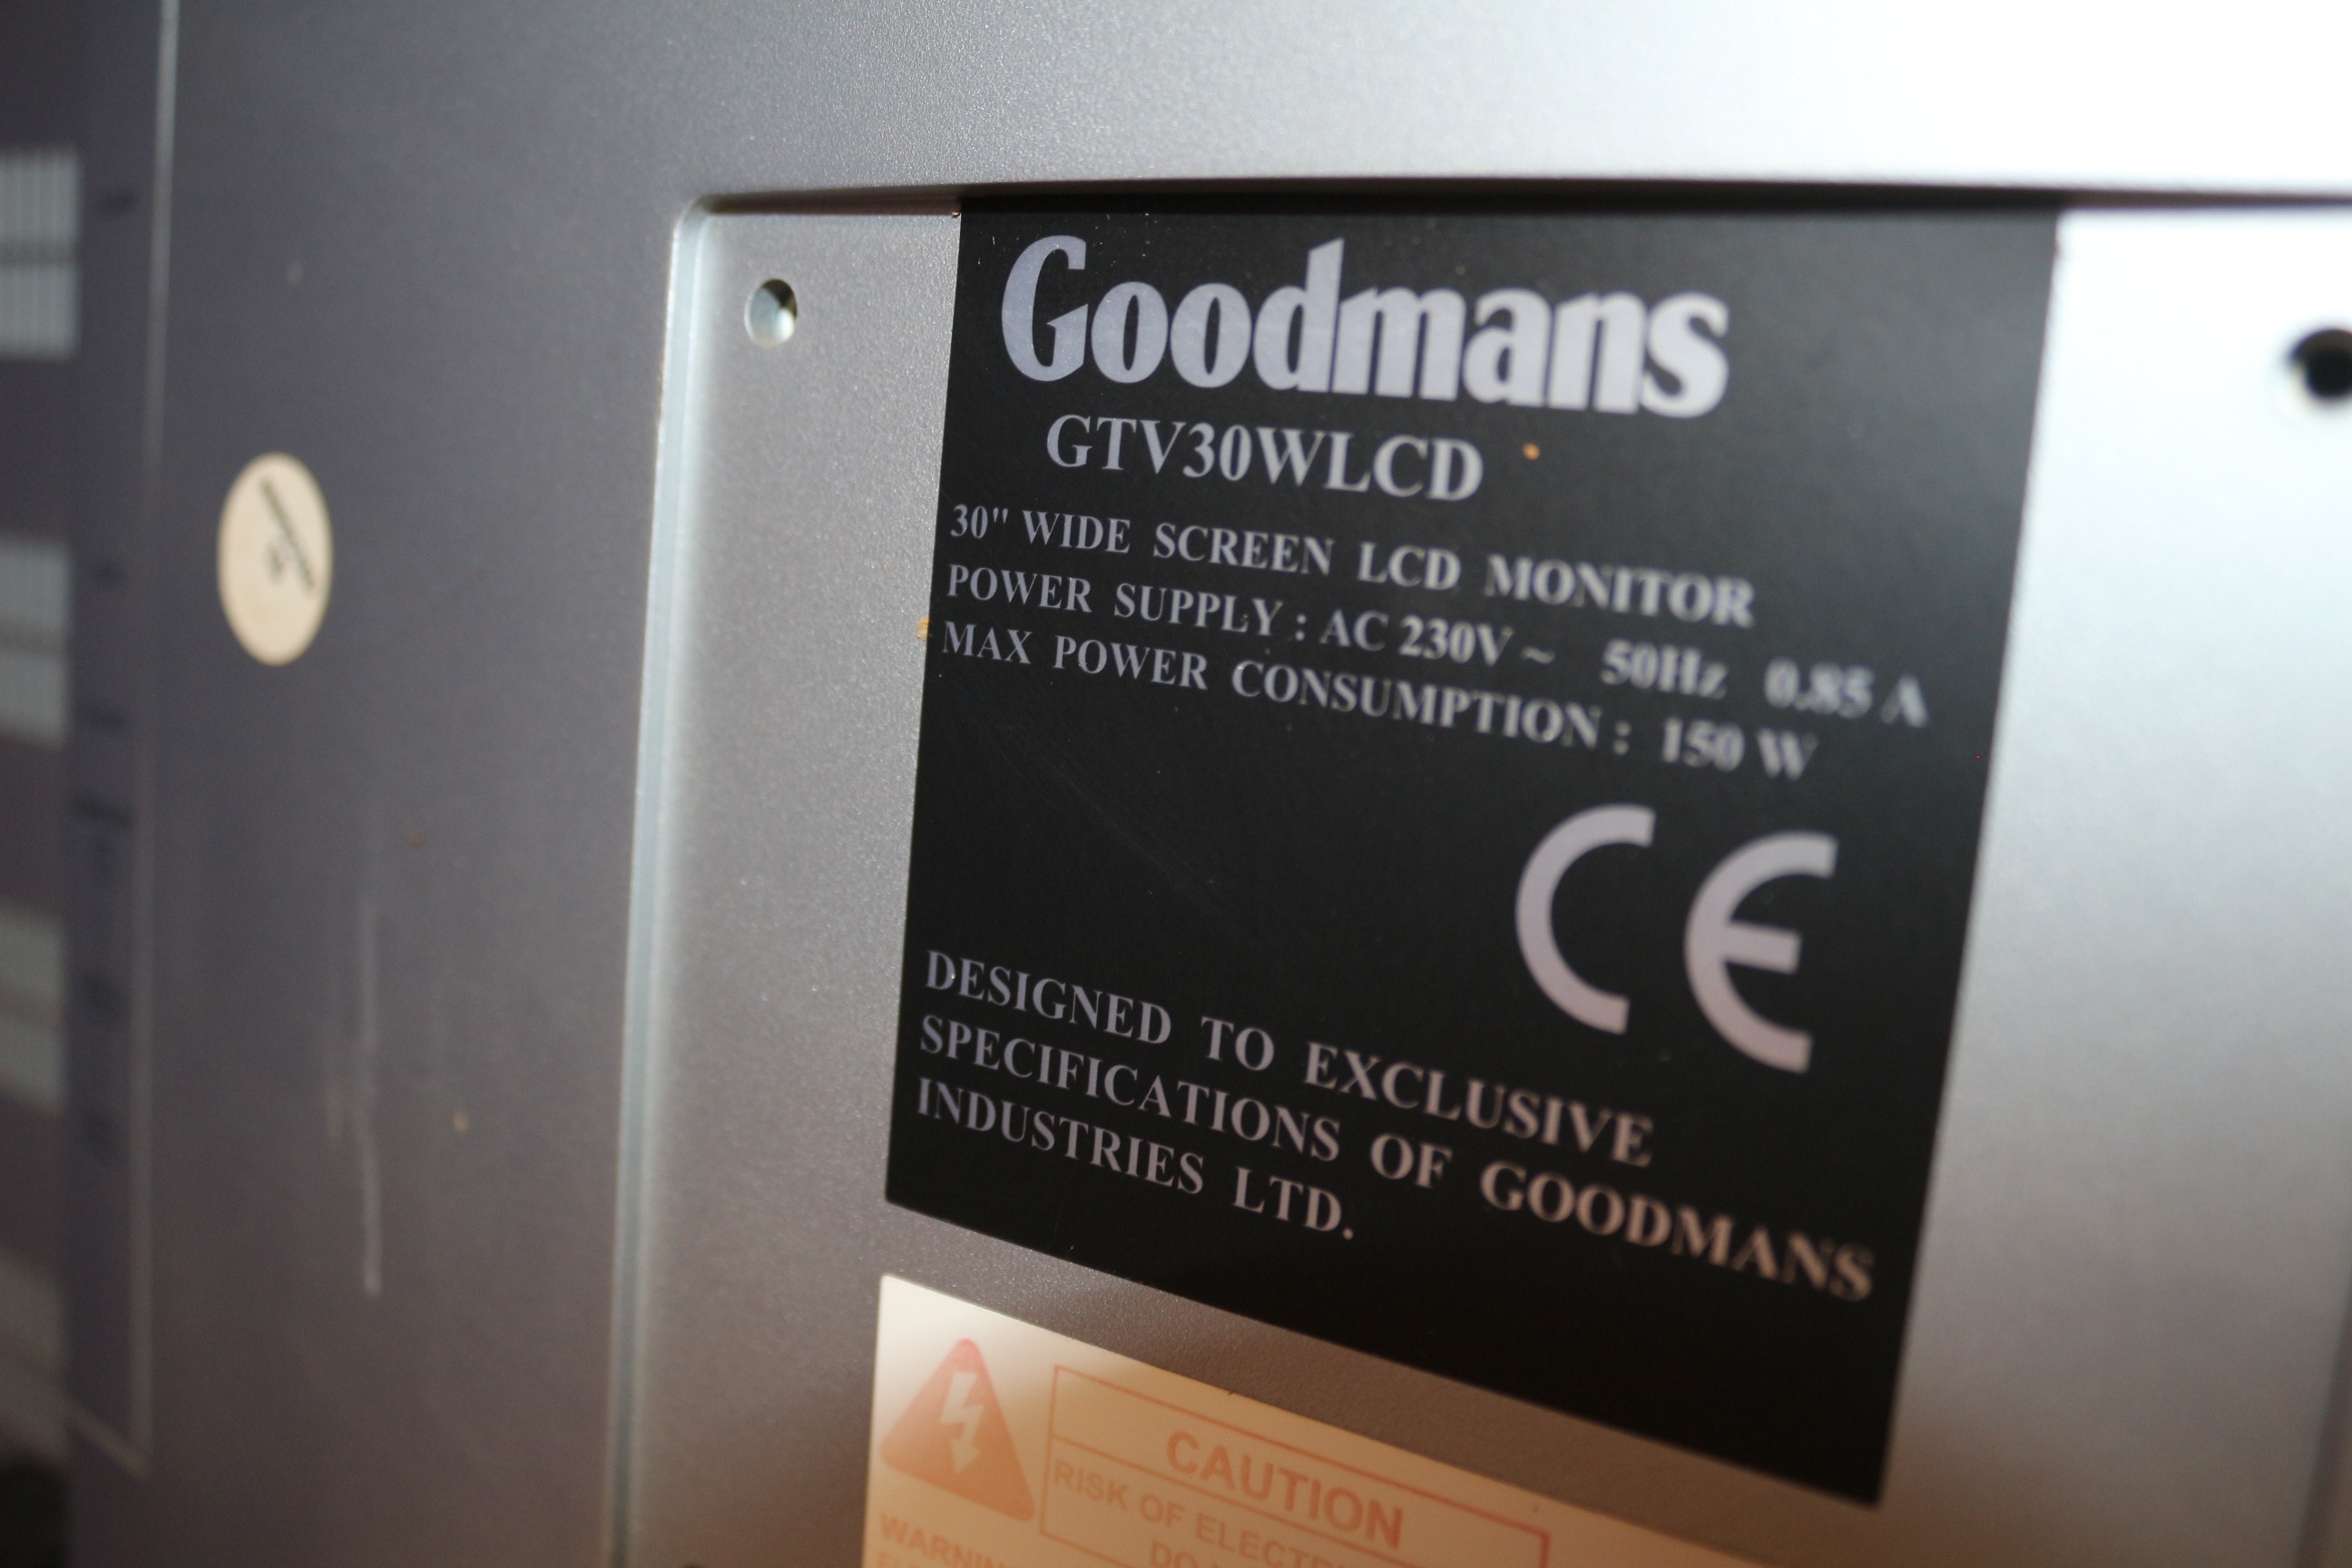 Goodmans
GTV30WLCD
30" WIDE SCREEN LCD MONITOR
POWER SUPPLY : AC 230V ~ 50Hz 0.85 A
MAX POWER CONSUMPTION : 150 W
CE
DESIGNED TO EXCLUSIVE
SPECIFICATIONS OF GOODMANS
INDUSTRIES LTD.
CAUTION
RISK OF